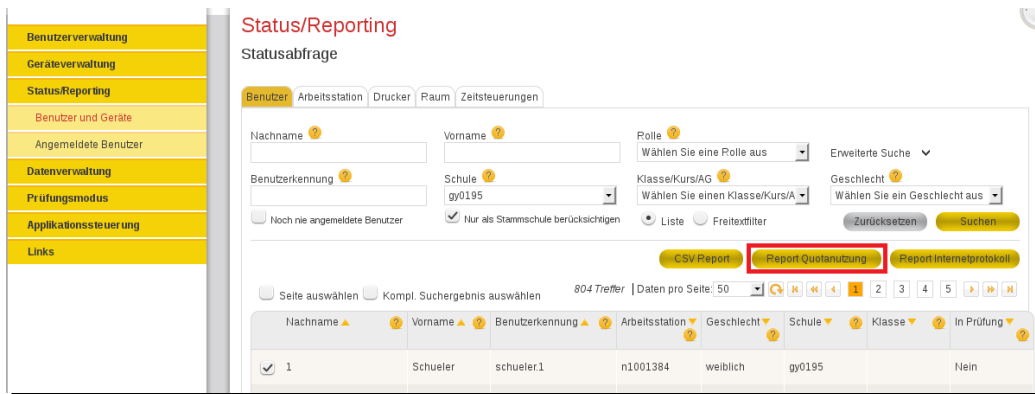 Status/Reporting
Statusabfrage
Benutzerverwaltung
Geräteverwaltung
Status/Reporting
Benutzer und Geräte
Angemeldete Benutzer
Datenverwaltung
Prüfungsmodus
Applikationssteuerung
Links
Benutzer Arbeitsstation Drucker Raum Zeitsteuerungen
Nachname ? Vorname ? Rolle ?
Wählen Sie eine Rolle aus Erweiterte Suche
Benutzerkennung ? Schule ? Klasse/Kurs/AG ? Geschlecht ?
gy0195 Wählen Sie einen Klasse/Kurs/A Wählen Sie ein Geschlecht aus
Noch nie angemeldete Benutzer Nur als Stammschule berücksichtigen Liste Freitextfilter Zurücksetzen Suchen
CSV Report Report Quotanutzung Report Internetprotokoll
Seite auswählen Kompl. Suchergebnis auswählen 804 Treffer | Daten pro Seite: 50 1 2 3 4 5
Nachname ? Vorname ? Benutzerkennung ? Arbeitsstation ? Geschlecht ? Schule ? Klasse ? In Prüfung ?
1 Schueler schueler.1 n1001384 weiblich gy0195 Nein